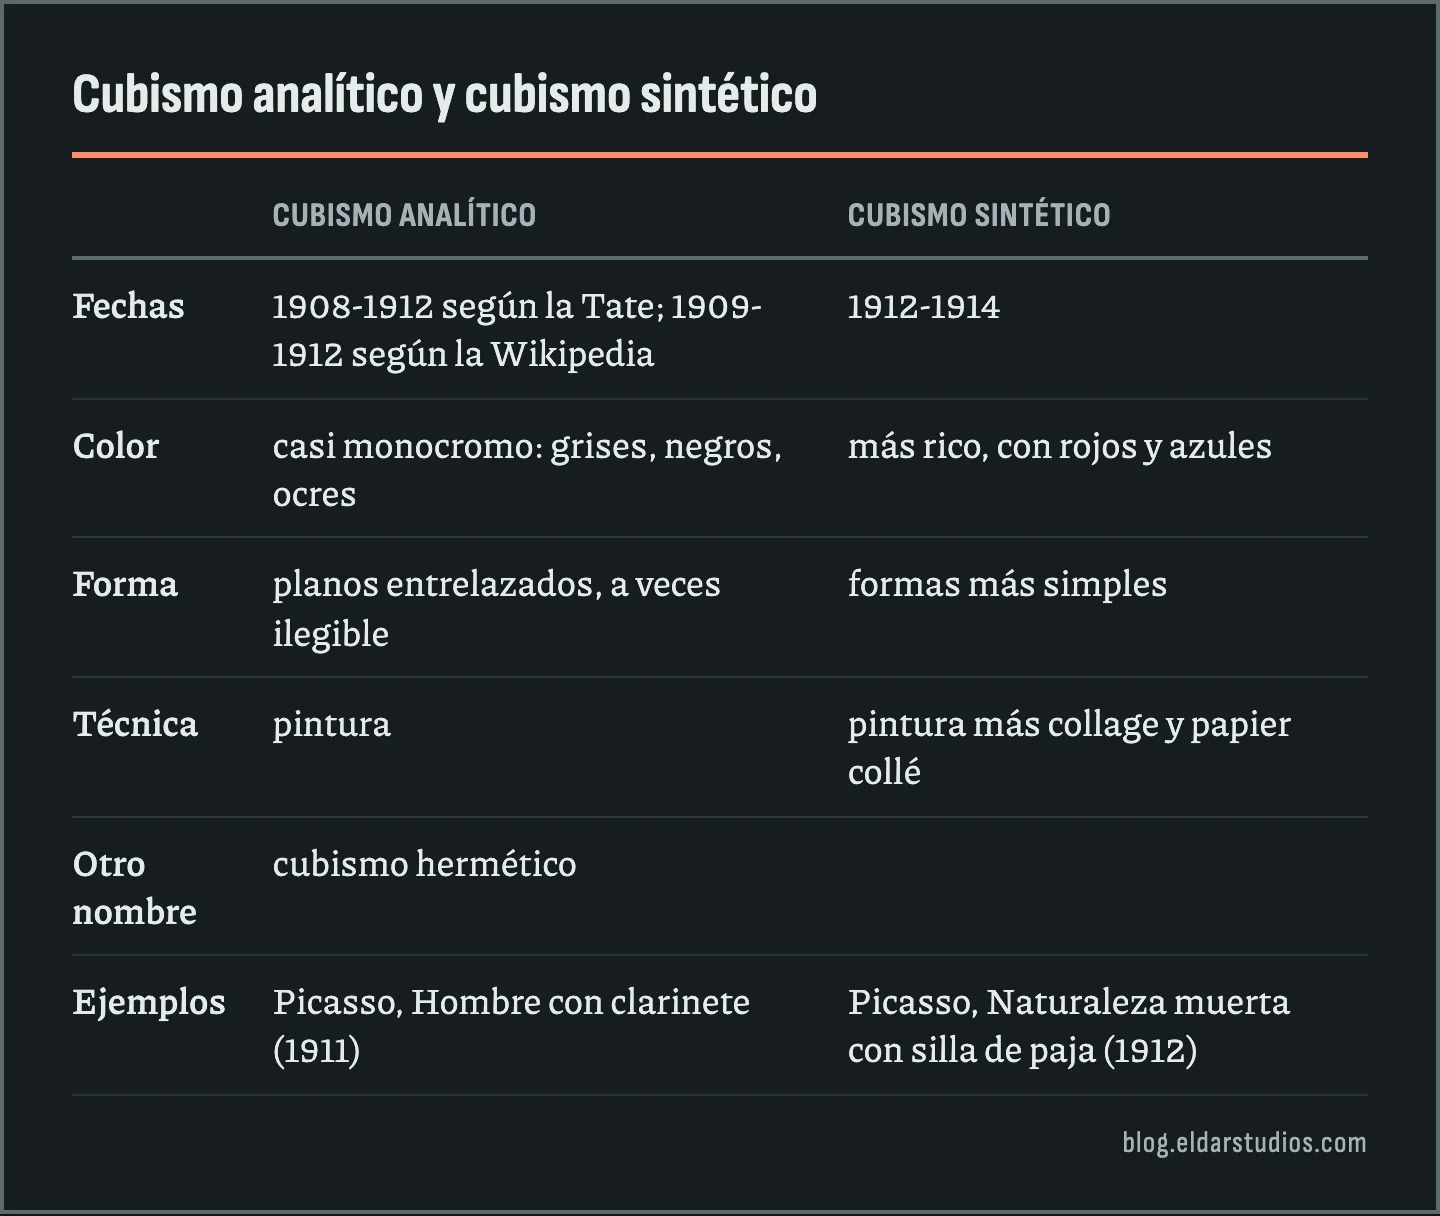 Cubismo analítico y cubismo sintético
CUBISMO ANALÍTICO CUBISMO SINTÉTICO
Fechas 1908-1912 según la Tate; 1909- 1912-1914
1912 según la Wikipedia
Color casi monocromo: grises, negros, más rico, con rojos y azules
ocres
Forma planos entrelazados, a veces formas más simples
ilegible
Técnica pintura pintura más collage y papier
collé
Otro cubismo hermético
nombre
Ejemplos Picasso, Hombre con clarinete Picasso, Naturaleza muerta
(1911) con silla de paja (1912)
blog.eldarstudios.com